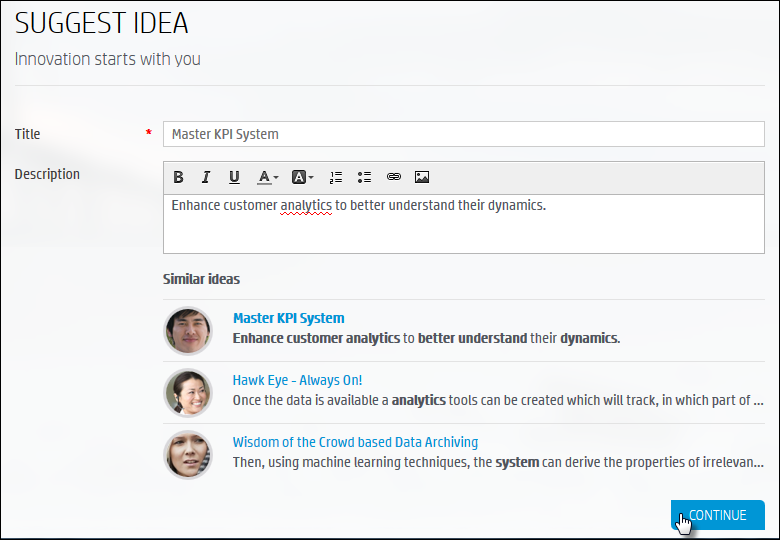 SUGGEST IDEA
Innovation starts with you
Title * Master KPI System
Description B I U A A
Enhance customer analytics to better understand their dynamics.
Similar ideas
Master KPI System
Enhance customer analytics to better understand their dynamics.
Hawk Eye - Always On!
Once the data is available a analytics tools can be created which will track, in which part of ...
Wisdom of the Crowd based Data Archiving
Then, using machine learning techniques, the system can derive the properties of irrelevan...
CONTINUE